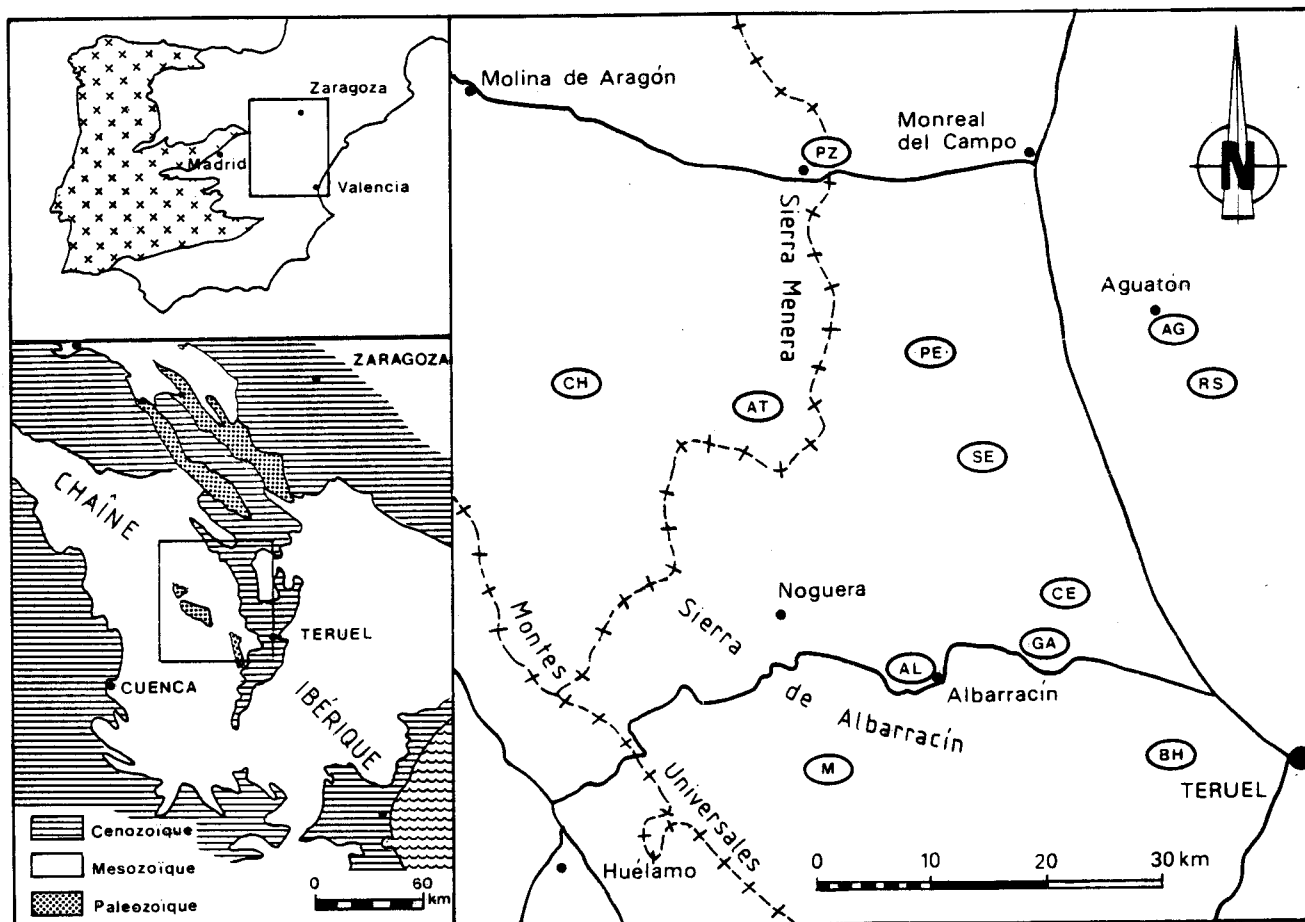 Zaragoza
Madrid
Valencia
ZARAGOZA
CHAÎNE
TERUEL
CUENCA
IBÉRIQUE
Cenozoïque
Mesozoïque
Paleozoïque
0 60
km
Molina de Aragón
Monreal
del Campo
PZ
N
Sierra Menera
Aguatón
AG
PE
CH
RS
AT
SE
Noguera
CE
Montes
Sierra
GA
AL
Albarracín
de Albarracín
M
BH
TERUEL
Universales
Huélamo
0 10 20 30 km